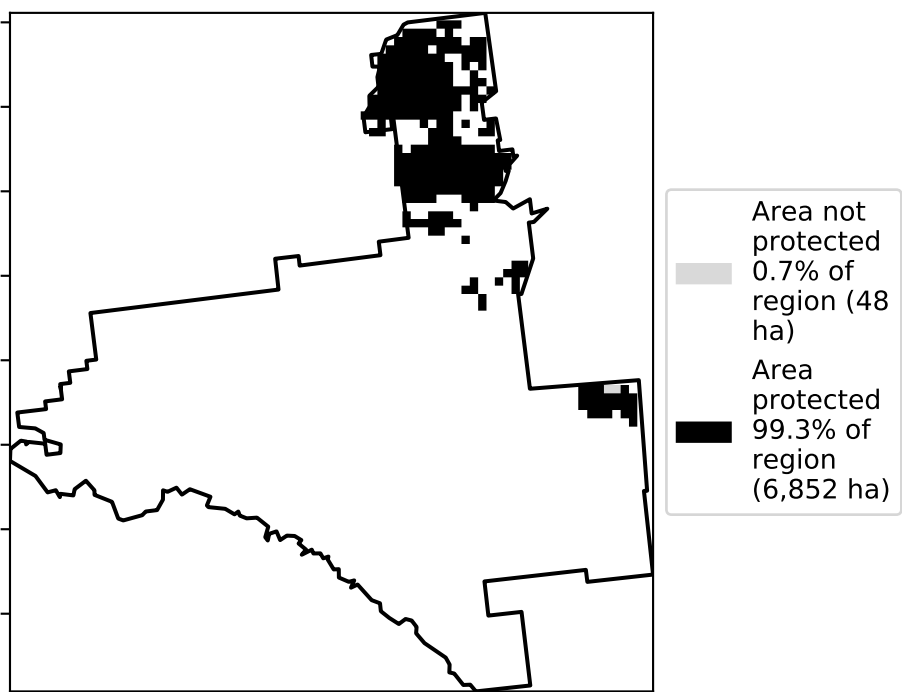 Area not
protected
0.7% of
region (48
ha)
Area
protected
99.3% of
region
(6,852 ha)